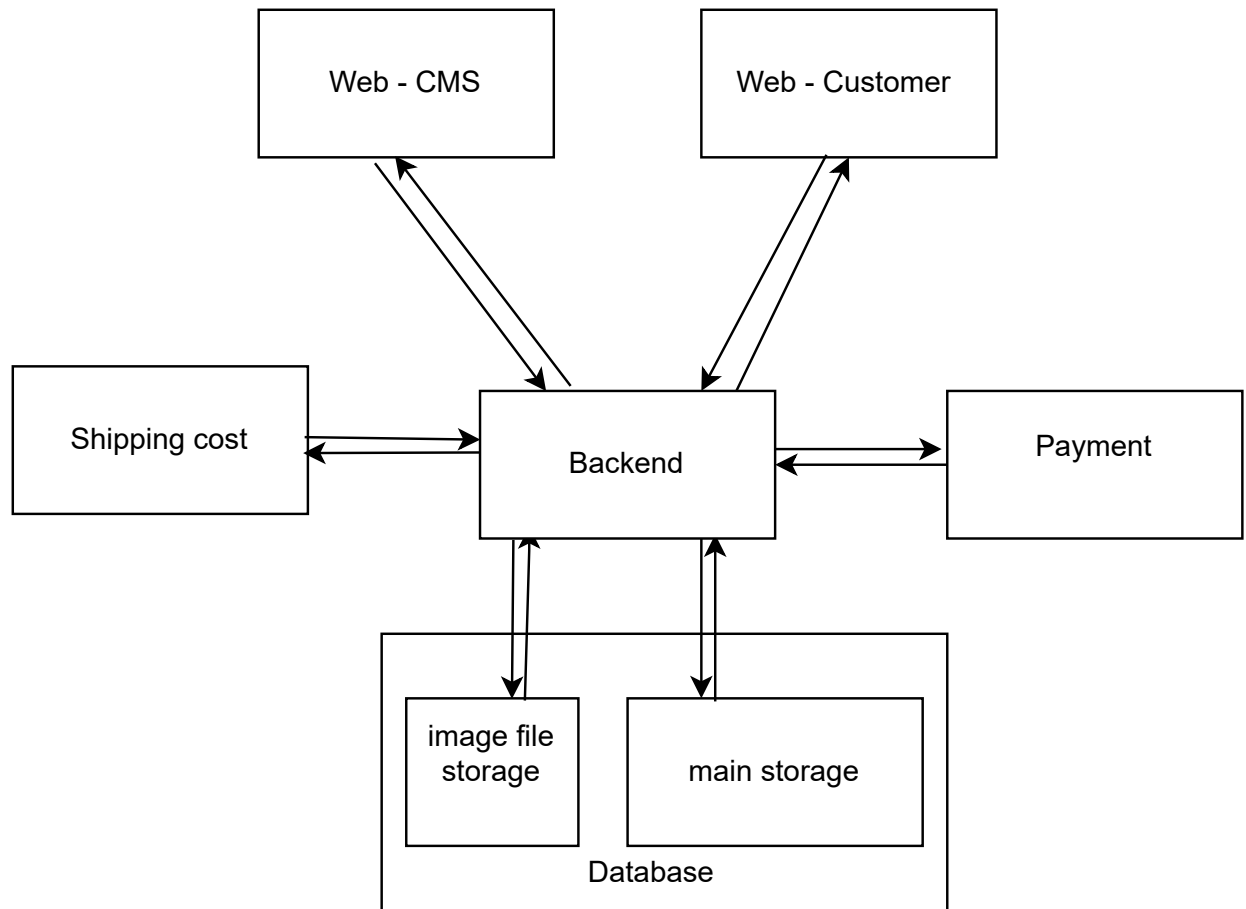 Web - CMS
Web - Customer
Shipping cost
Backend
Payment
image file
storage
main storage
Database